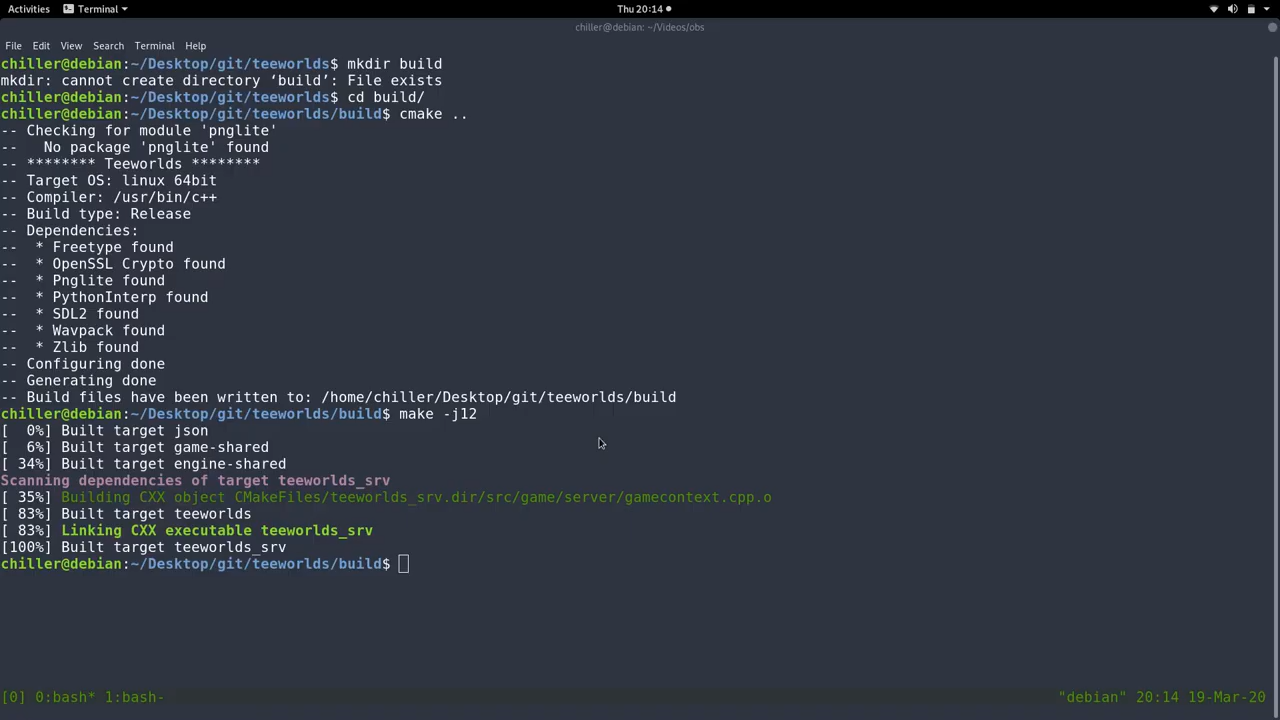 Activities Terminal Thu 20:14
chiller@debian: ~/Videos/obs
File Edit View Search Terminal Help
chiller@debian:~/Desktop/git/teeworlds$ mkdir build
mkdir: cannot create directory ‘build’: File exists
chiller@debian:~/Desktop/git/teeworlds$ cd build/
chiller@debian:~/Desktop/git/teeworlds/build$ cmake ..
-- Checking for module 'pnglite'
--   No package 'pnglite' found
-- ******** Teeworlds ********
-- Target OS: linux 64bit
-- Compiler: /usr/bin/c++
-- Build type: Release
-- Dependencies:
--  * Freetype found
--  * OpenSSL Crypto found
--  * Pnglite found
--  * PythonInterp found
--  * SDL2 found
--  * Wavpack found
--  * Zlib found
-- Configuring done
-- Generating done
-- Build files have been written to: /home/chiller/Desktop/git/teeworlds/build
chiller@debian:~/Desktop/git/teeworlds/build$ make -j12
[  0%] Built target json
[  6%] Built target game-shared
[ 34%] Built target engine-shared
Scanning dependencies of target teeworlds_srv
[ 35%] Building CXX object CMakeFiles/teeworlds_srv.dir/src/game/server/gamecontext.cpp.o
[ 83%] Built target teeworlds
[ 83%] Linking CXX executable teeworlds_srv
[100%] Built target teeworlds_srv
chiller@debian:~/Desktop/git/teeworlds/build$
[0] 0:bash* 1:bash- "debian" 20:14 19-Mar-20